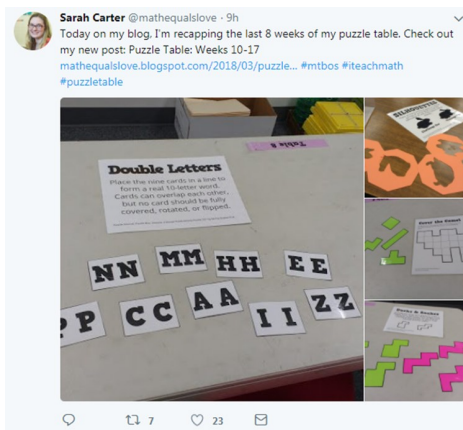 Sarah Carter @mathequalslove · 9h
Today on my blog. I'm recapping the last 8 weeks of my puzzle table. Check out
my new post: Puzzle Table: Weeks 10-17
mathequalslove.blogspot.com/2018/03/puzzle... #mtbos #iteachmath
#puzzletable
Table 8
Double Letters
Place the nine cards in a line to
form a real 10-letter word.
Cards can overlap each other,
but no card should be fully
covered, rotated, or flipped.
NN MM HH EE
PP CC AA II ZZ
SILHOUETTES
7 23